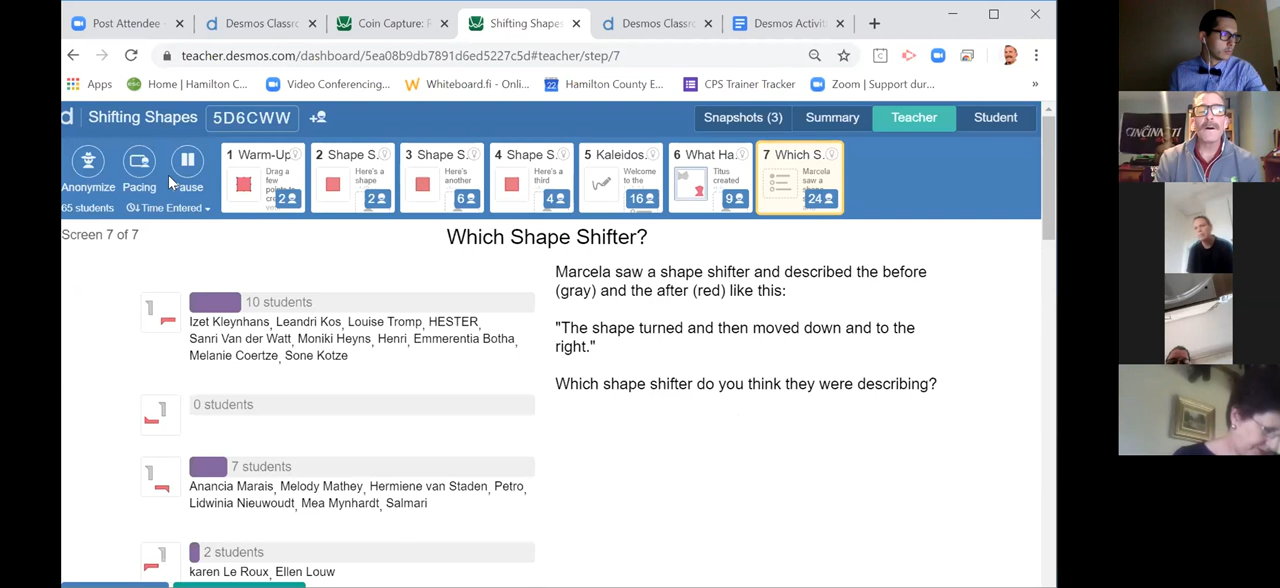 Post Attendee -
Desmos Classro
Coin Capture: F
Shifting Shapes
Desmos Classro
Desmos Activiti
teacher.desmos.com/dashboard/5ea08b9db7891d6ed5227c5d#teacher/step/7
Apps
Home | Hamilton C...
Video Conferencing...
Whiteboard.fi - Onli...
Hamilton County E...
CPS Trainer Tracker
Zoom | Support dur...
Shifting Shapes
5D6CWW
Snapshots (3)
Summary
Teacher
Student
Anonymize
Pacing
Pause
65 students
Time Entered
1 Warm-Up
Drag a
few
2
2 Shape S.
Here's a
shape
2
3 Shape S.
Here's
another
6
4 Shape S.
Here's a
third
4
5 Kaleidos.
Welcome
to the
16
6 What Ha.
Titus
created
9
7 Which S.
Marcela
saw a
24
Screen 7 of 7
Which Shape Shifter?
Marcela saw a shape shifter and described the before
(gray) and the after (red) like this:
"The shape turned and then moved down and to the
right."
Which shape shifter do you think they were describing?
10 students
Izet Kleynhans, Leandri Kos, Louise Tromp, HESTER,
Sanri Van der Watt, Moniki Heyns, Henri, Emmerentia Botha,
Melanie Coertze, Sone Kotze
0 students
7 students
Anancia Marais, Melody Mathey, Hermiene van Staden, Petro,
Lidwinia Nieuwoudt, Mea Mynhardt, Salmari
2 students
karen Le Roux, Ellen Louw
CINCINNATI